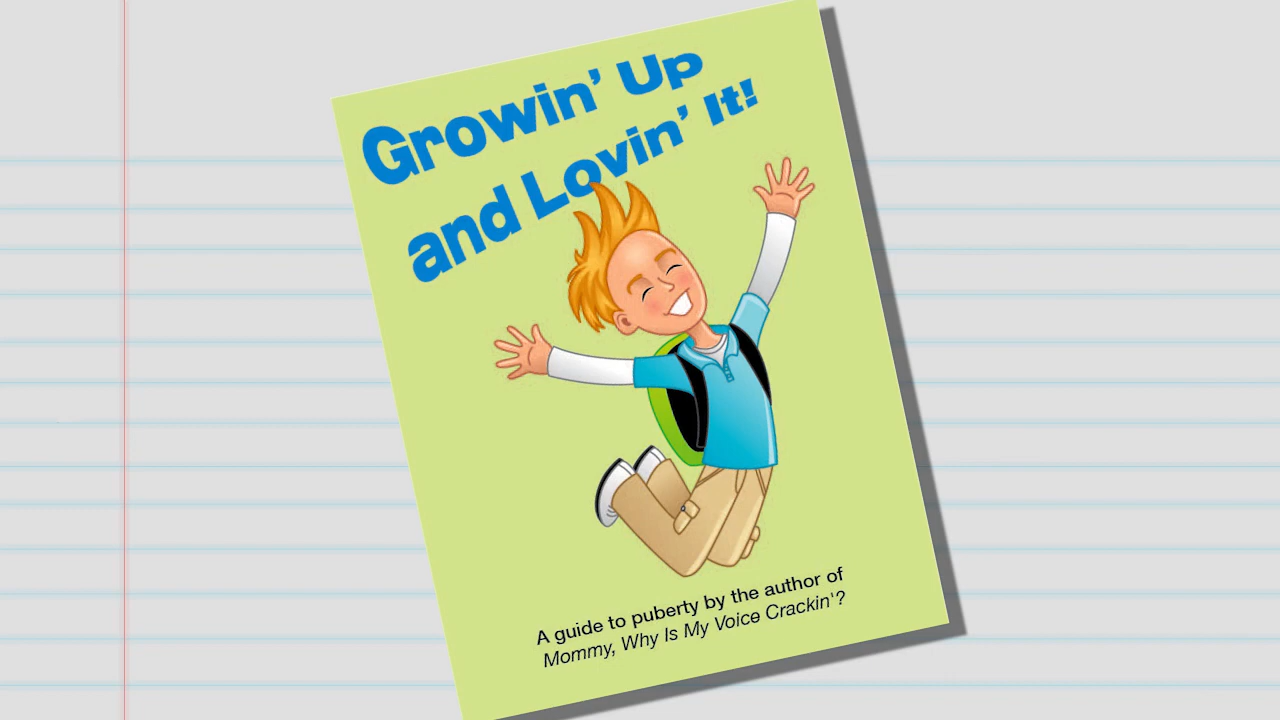 Growin’ Up
and Lovin’ It!
A guide to puberty by the author of
Mommy, Why Is My Voice Crackin'?